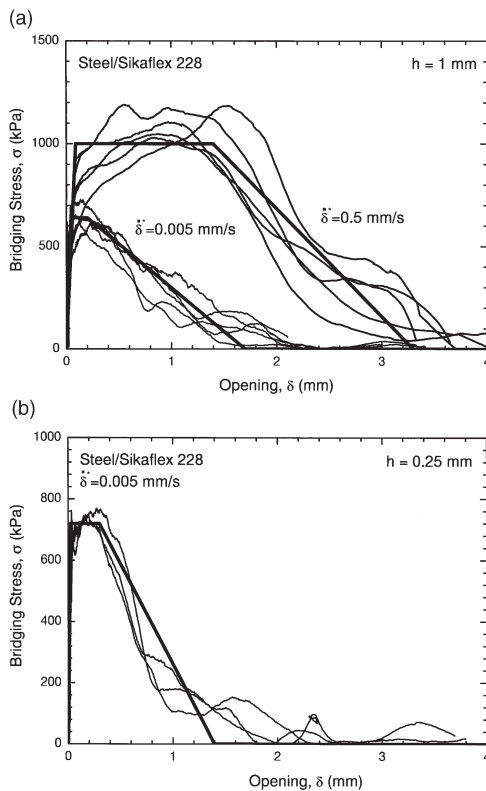 (a)
1500
1000
500
0
Bridging Stress, σ (kPa)
Steel/Sikaflex 228
h = 1 mm
δ̇=0.005 mm/s
δ̇=0.5 mm/s
0 1 2 3 4
Opening, δ (mm)
(b)
1000
800
600
400
200
0
Bridging Stress, σ (kPa)
Steel/Sikaflex 228
δ̇=0.005 mm/s
h = 0.25 mm
0 1 2 3 4
Opening, δ (mm)